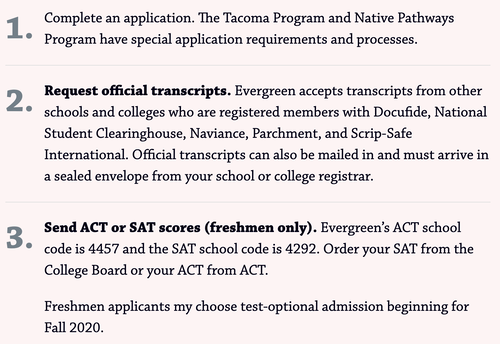 1. Complete an application. The Tacoma Program and Native Pathways
Program have special application requirements and processes.
2. Request official transcripts. Evergreen accepts transcripts from other
schools and colleges who are registered members with Docufide, National
Student Clearinghouse, Naviance, Parchment, and Scrip-Safe
International. Official transcripts can also be mailed in and must arrive in
a sealed envelope from your school or college registrar.
3. Send ACT or SAT scores (freshmen only). Evergreen's ACT school
code is 4457 and the SAT school code is 4292. Order your SAT from the
College Board or your ACT from ACT.
Freshmen applicants my choose test-optional admission beginning for
Fall 2020.